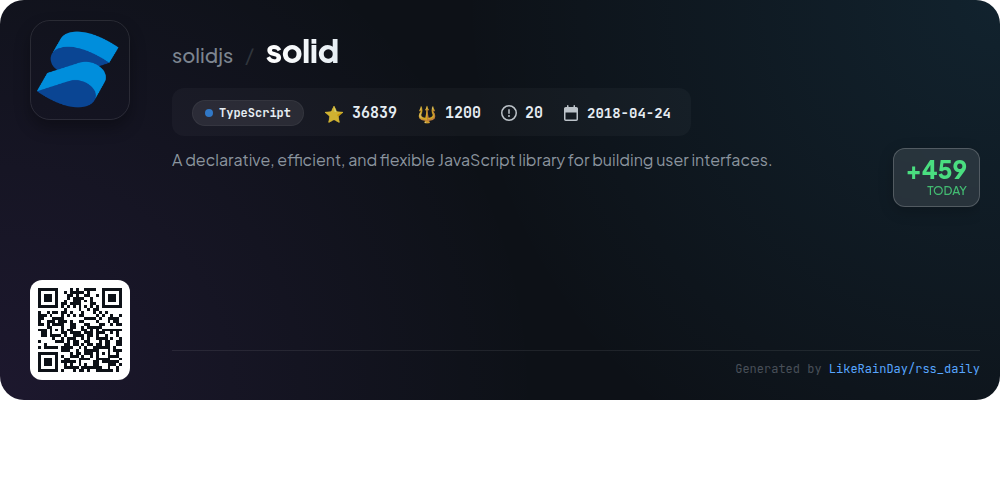 solidjs / solid
TypeScript 36839 1200 20 2018-04-24
A declarative, efficient, and flexible JavaScript library for building user interfaces.
+459
TODAY
Generated by LikeRainDay/rss_daily